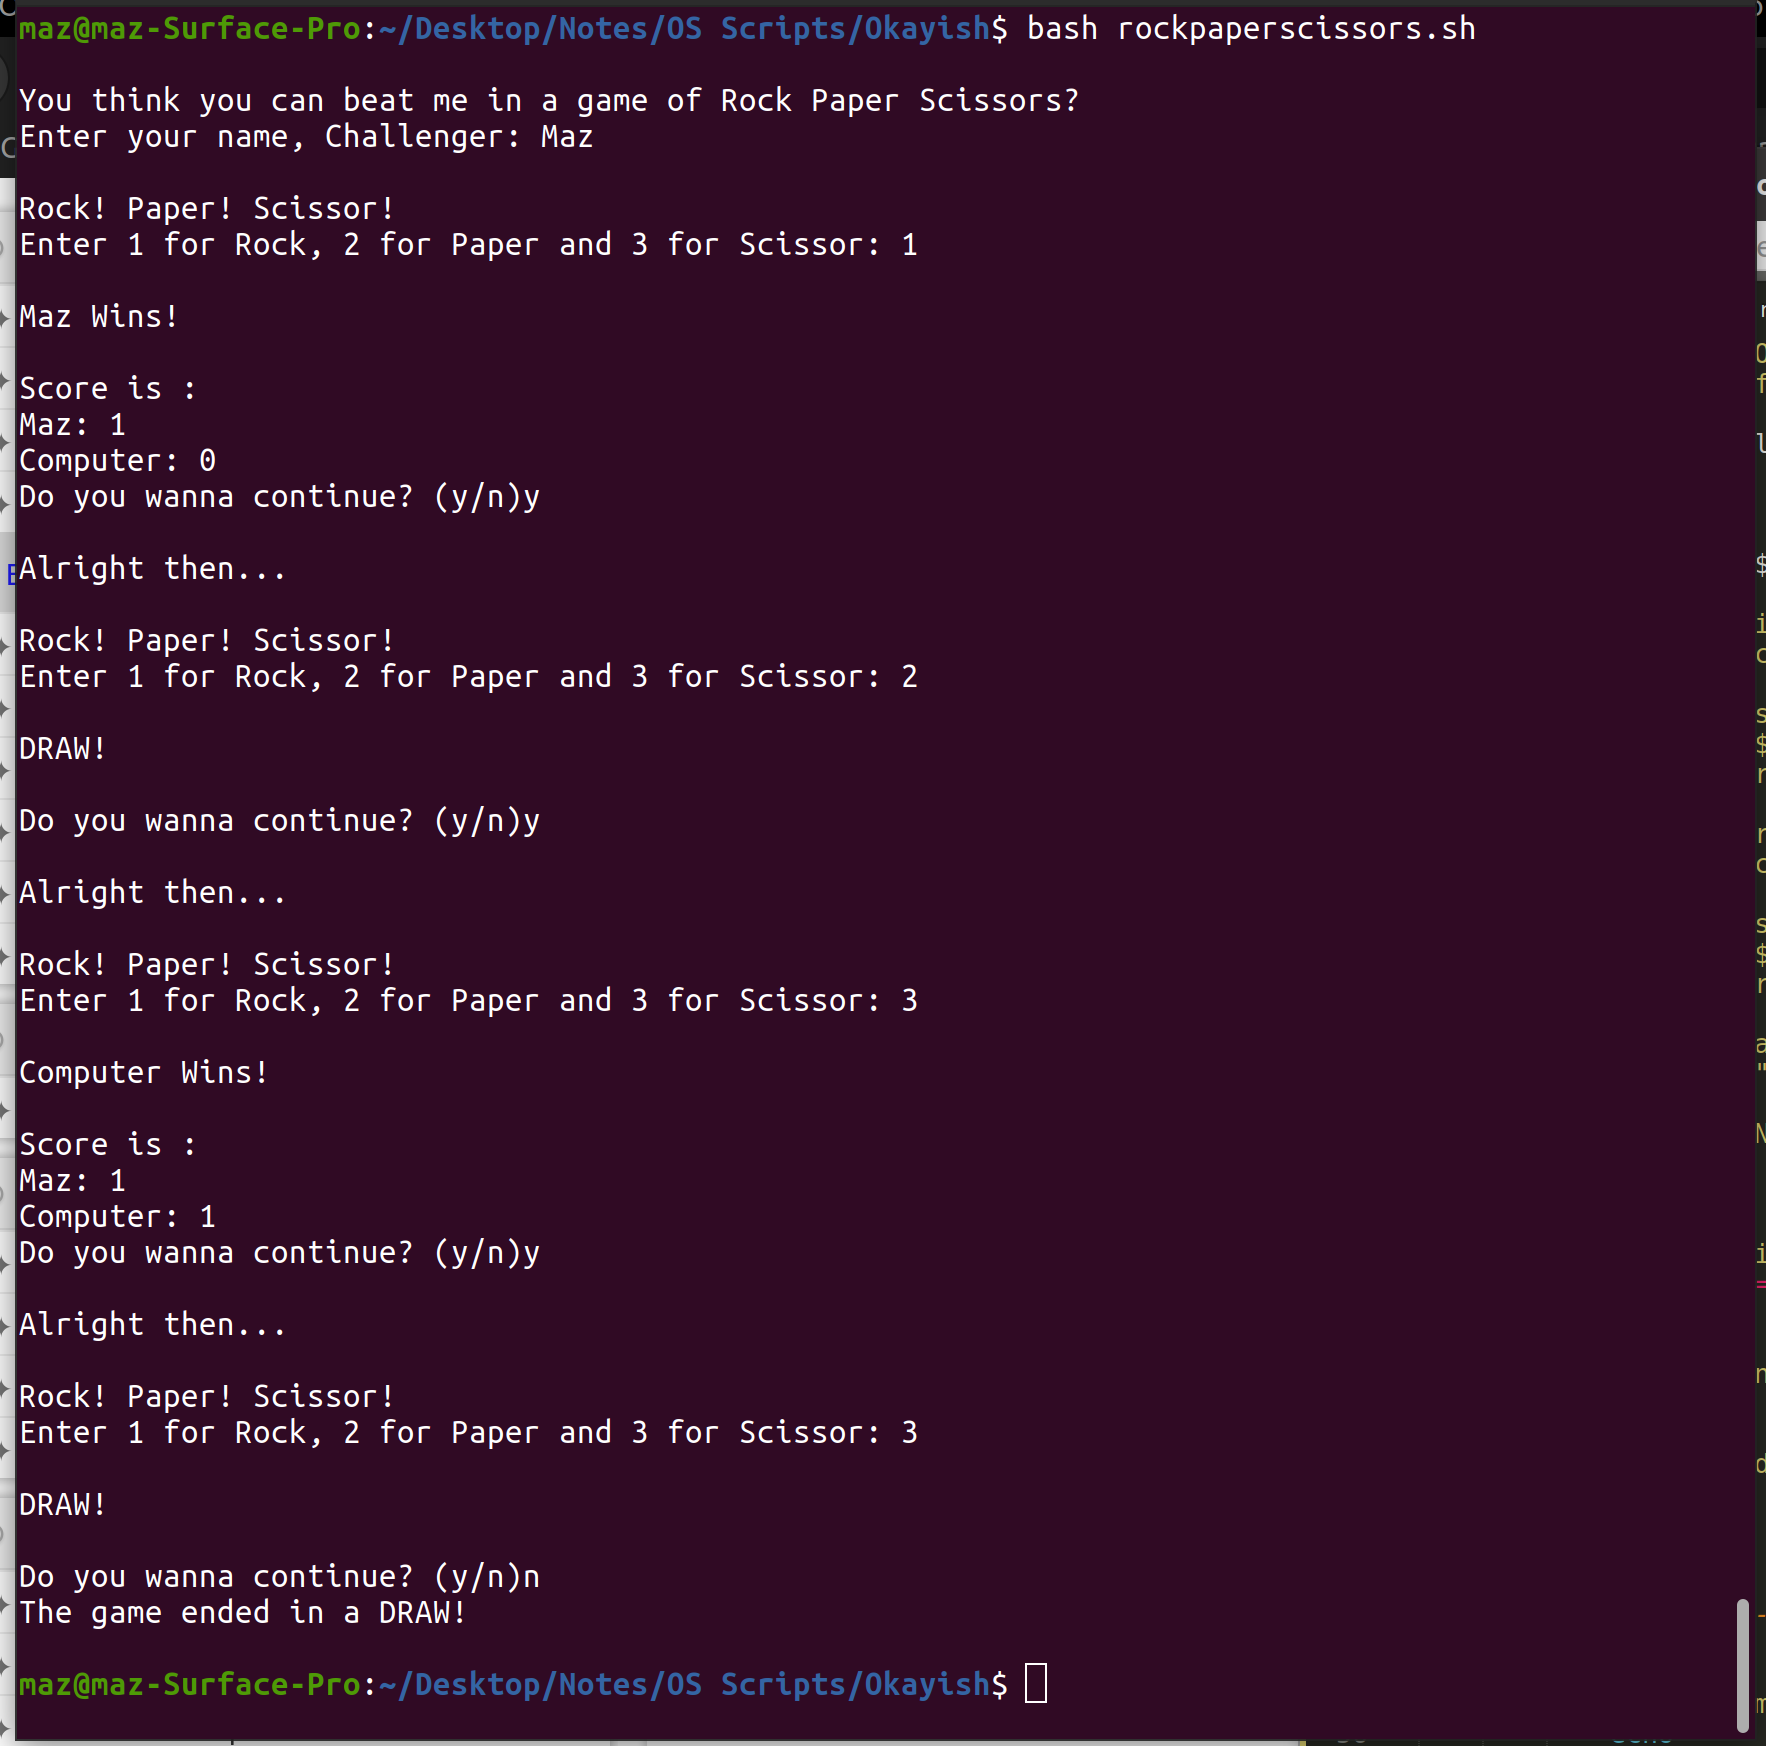 maz@maz-Surface-Pro:~/Desktop/Notes/OS Scripts/Okayish$ bash rockpaperscissors.sh
You think you can beat me in a game of Rock Paper Scissors?
Enter your name, Challenger: Maz
Rock! Paper! Scissor!
Enter 1 for Rock, 2 for Paper and 3 for Scissor: 1
Maz Wins!
Score is :
Maz: 1
Computer: 0
Do you wanna continue? (y/n)y
Alright then...
Rock! Paper! Scissor!
Enter 1 for Rock, 2 for Paper and 3 for Scissor: 2
DRAW!
Do you wanna continue? (y/n)y
Alright then...
Rock! Paper! Scissor!
Enter 1 for Rock, 2 for Paper and 3 for Scissor: 3
Computer Wins!
Score is :
Maz: 1
Computer: 1
Do you wanna continue? (y/n)y
Alright then...
Rock! Paper! Scissor!
Enter 1 for Rock, 2 for Paper and 3 for Scissor: 3
DRAW!
Do you wanna continue? (y/n)n
The game ended in a DRAW!
maz@maz-Surface-Pro:~/Desktop/Notes/OS Scripts/Okayish$